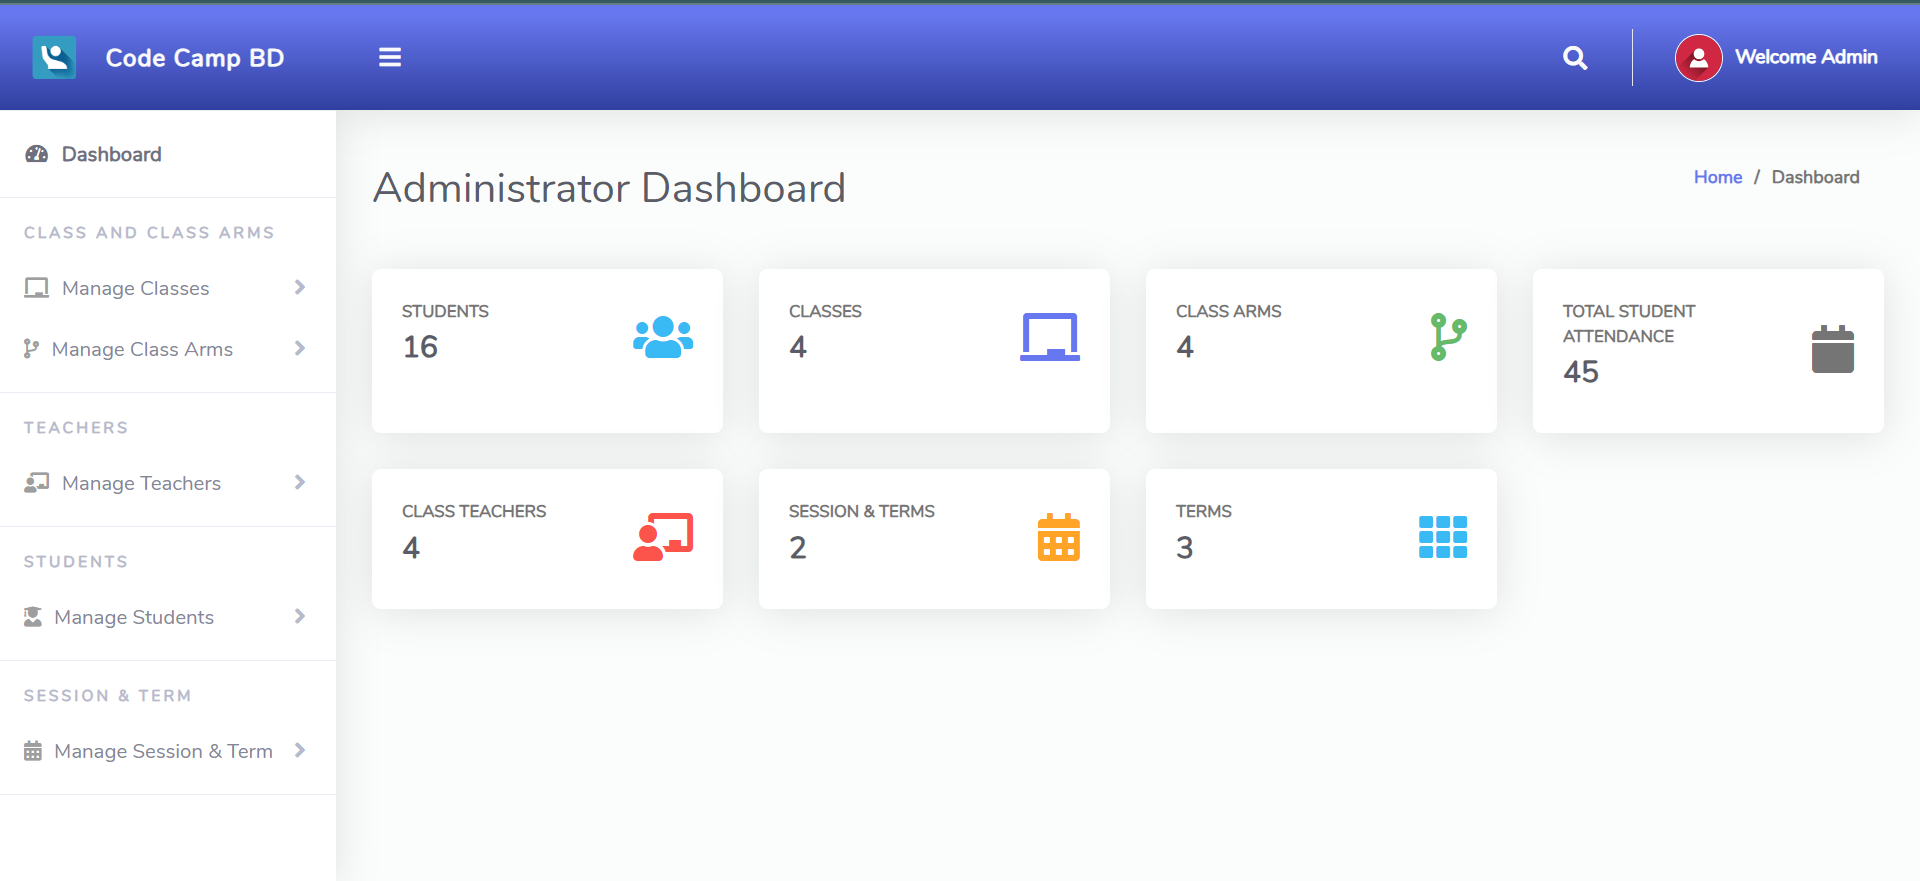 Code Camp BD
Welcome Admin
Dashboard
CLASS AND CLASS ARMS
Manage Classes
Manage Class Arms
TEACHERS
Manage Teachers
STUDENTS
Manage Students
SESSION & TERM
Manage Session & Term
Administrator Dashboard
Home / Dashboard
STUDENTS
16
CLASSES
4
CLASS ARMS
4
TOTAL STUDENT
ATTENDANCE
45
CLASS TEACHERS
4
SESSION & TERMS
2
TERMS
3